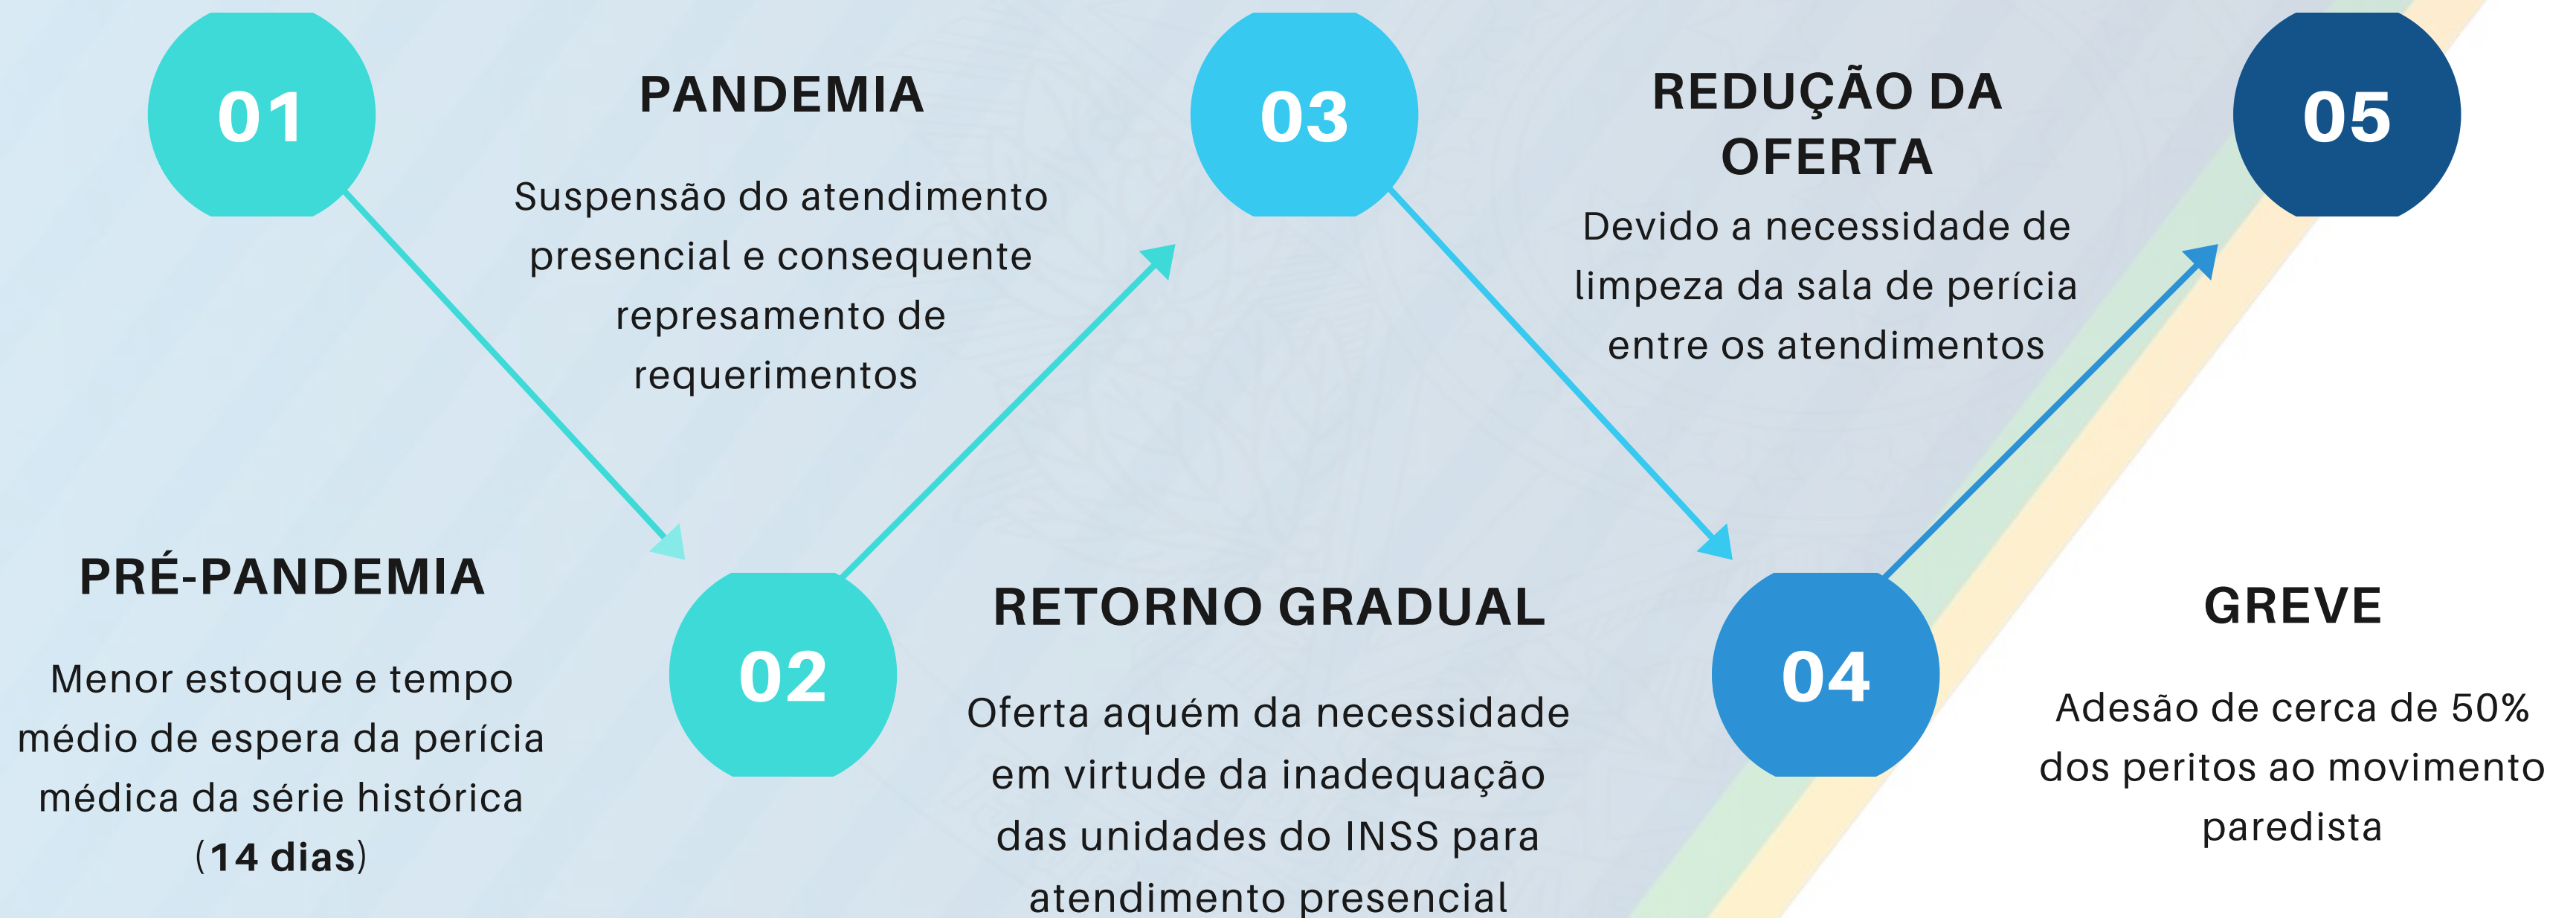 01
PRÉ-PANDEMIA
Menor estoque e tempo
médio de espera da perícia
médica da série histórica
(14 dias)
02
PANDEMIA
Suspensão do atendimento
presencial e consequente
represamento de
requerimentos
03
RETORNO GRADUAL
Oferta aquém da necessidade
em virtude da inadequação
das unidades do INSS para
atendimento presencial
04
REDUÇÃO DA
OFERTA
Devido a necessidade de
limpeza da sala de perícia
entre os atendimentos
05
GREVE
Adesão de cerca de 50%
dos peritos ao movimento
paredista